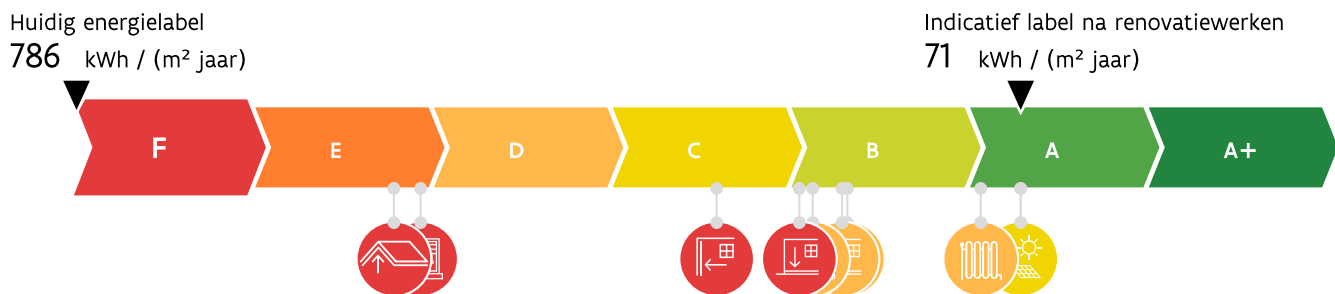 Huidig energielabel
786 kWh / (m² jaar)
Indicatief label na renovatiewerken
71 kWh / (m² jaar)
F E D C B A A+